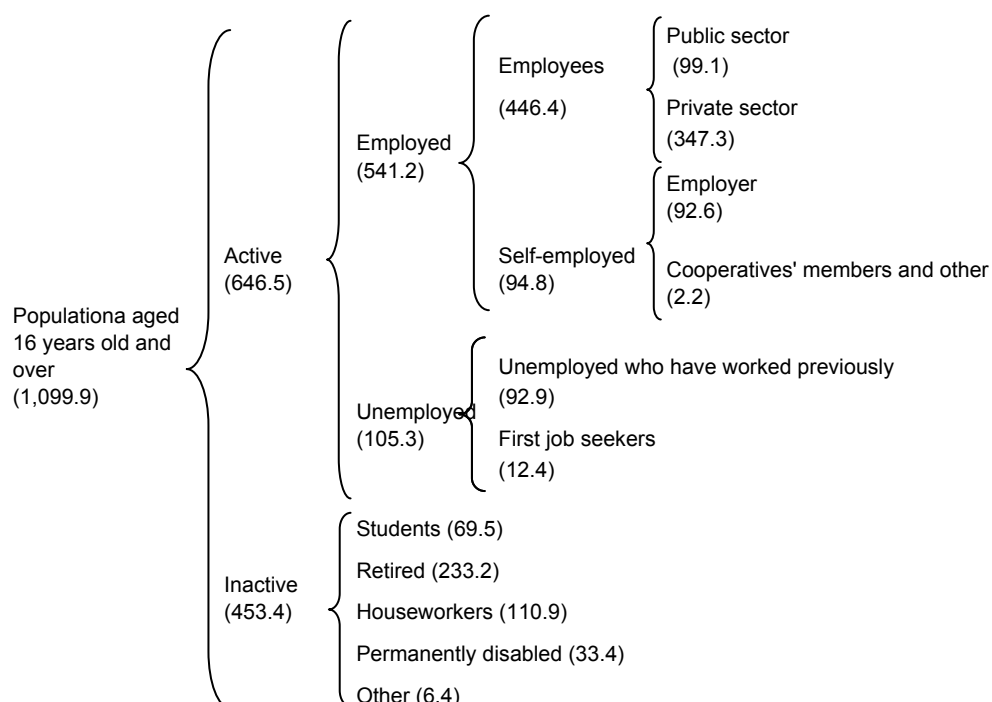 Public sector
(99.1)
Employees
(446.4)
Private sector
(347.3)
Employed
(541.2)
Employer
(92.6)
Self-employed
(94.8)
Cooperatives' members and other
(2.2)
Active
(646.5)
Populationa aged
16 years old and
over
(1,099.9)
Unemployed who have worked previously
(92.9)
Unemployed
(105.3)
First job seekers
(12.4)
Students (69.5)
Retired (233.2)
Inactive
(453.4)
Houseworkers (110.9)
Permanently disabled (33.4)
Other (6.4)